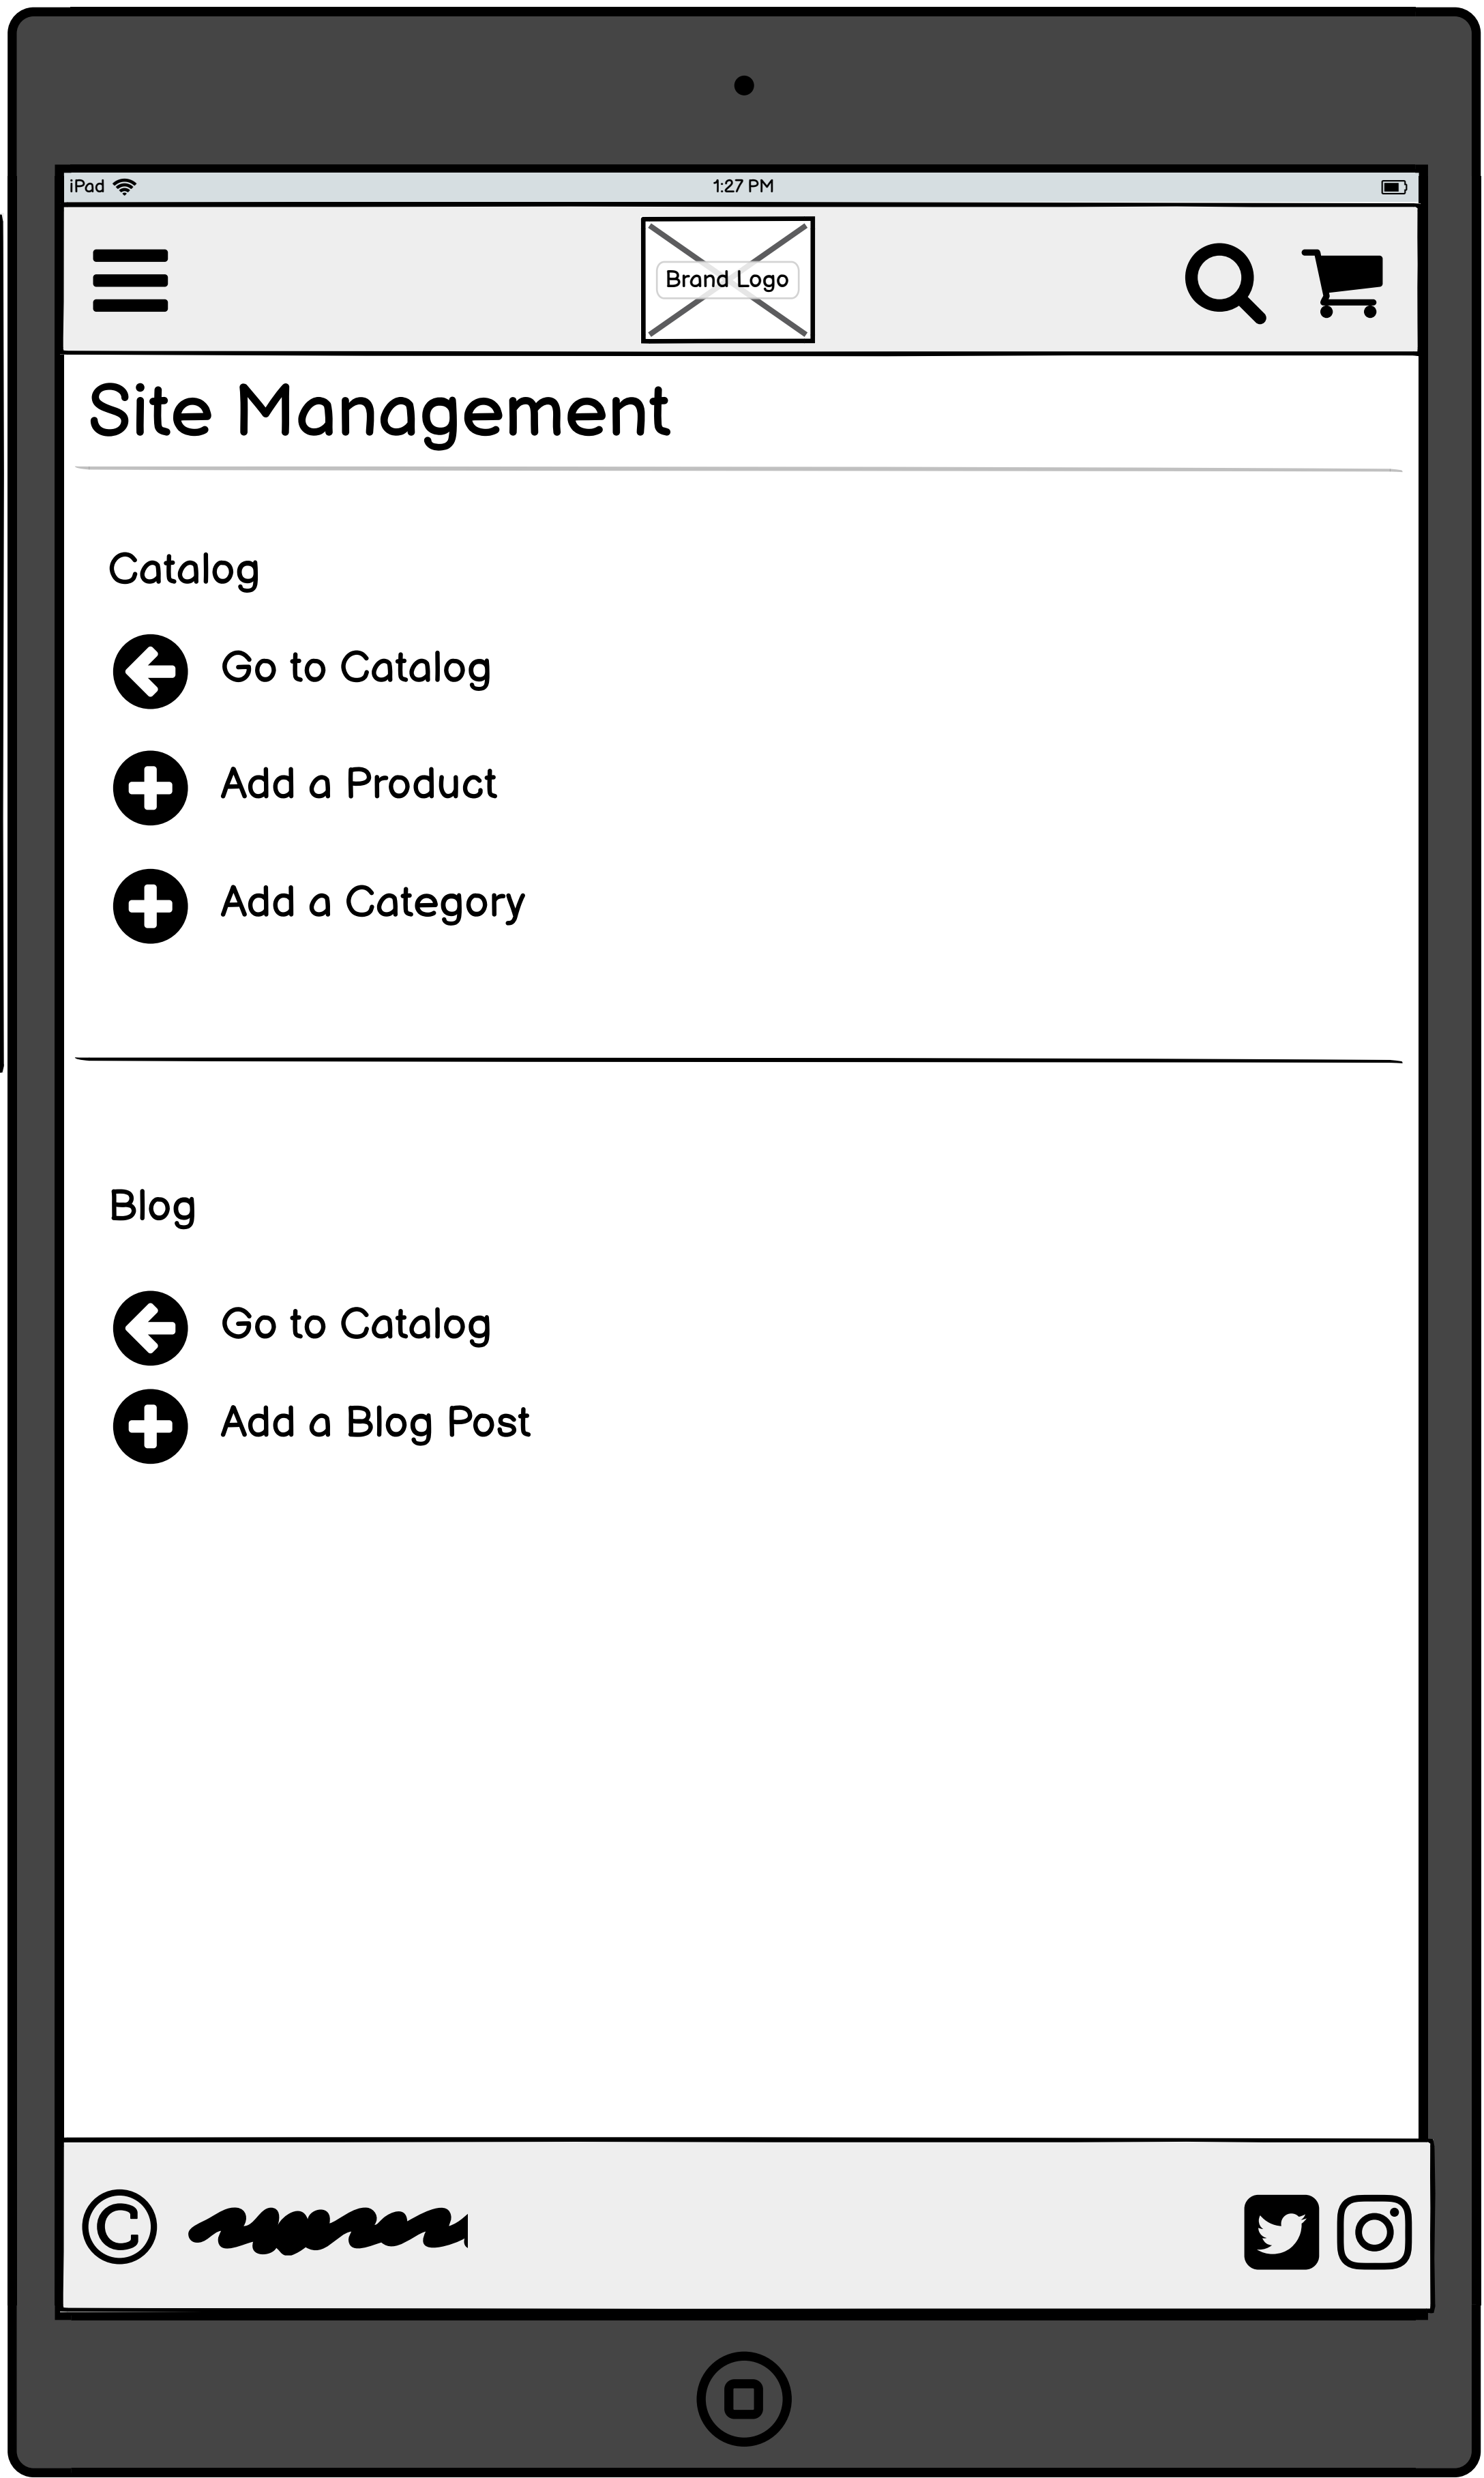 iPad 1:27 PM
Brand Logo
Site Management
Catalog
Go to Catalog
Add a Product
Add a Category
Blog
Go to Catalog
Add a Blog Post
©